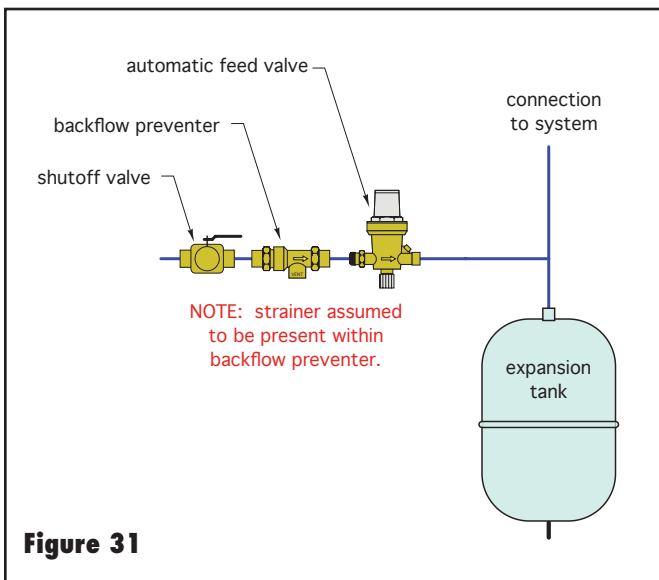 automatic feed valve
connection
to system
backflow preventer
shutoff valve
VENT
NOTE: strainer assumed
to be present within
backflow preventer.
expansion
tank
Figure 31